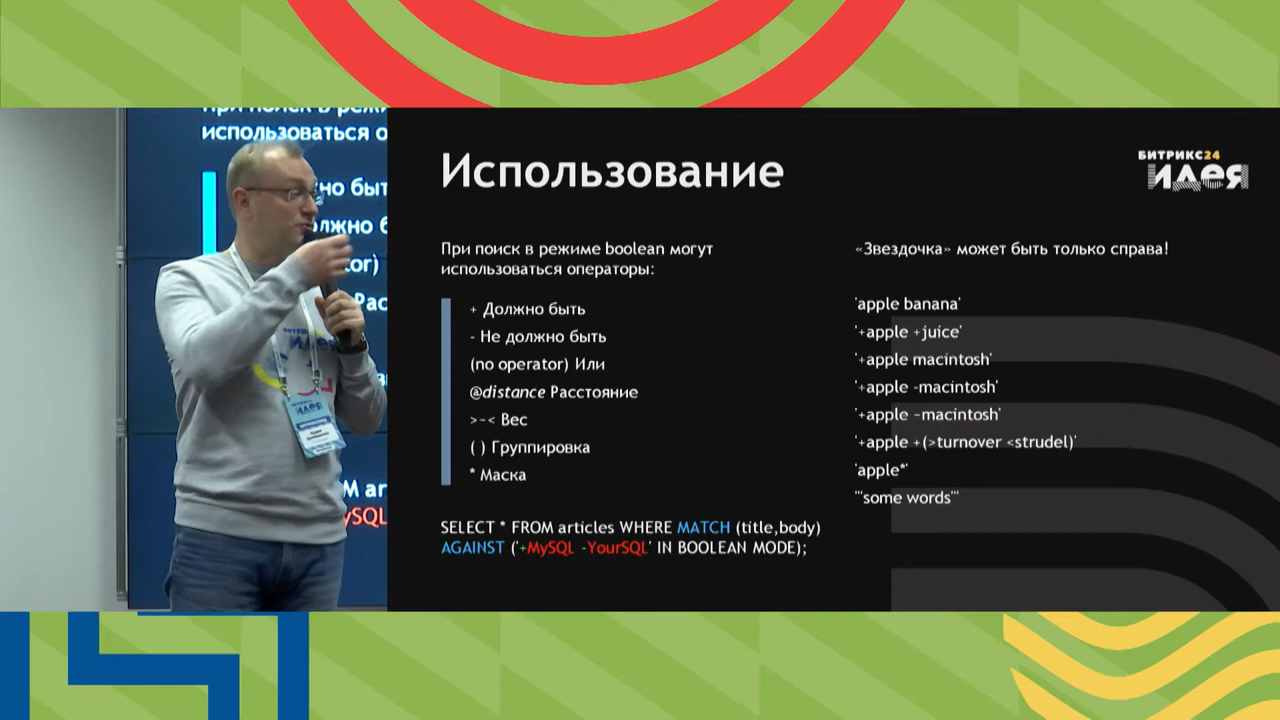 использоваться о
БИТРИКС24
идея
Использование
При поиск в режиме boolean могут
использоваться операторы:
+ Должно быть
- Не должно быть
(no operator) Или
@distance Расстояние
>~< Вес
( ) Группировка
* Маска
SELECT * FROM articles WHERE MATCH (title,body)
AGAINST ('+MySQL -YourSQL' IN BOOLEAN MODE);
«Звездочка» может быть только справа!
'apple banana'
'+apple +juice'
'+apple macintosh'
'+apple -macintosh'
'+apple ~macintosh'
'+apple +(>turnover <strudel)'
'apple*'
'"some words"'